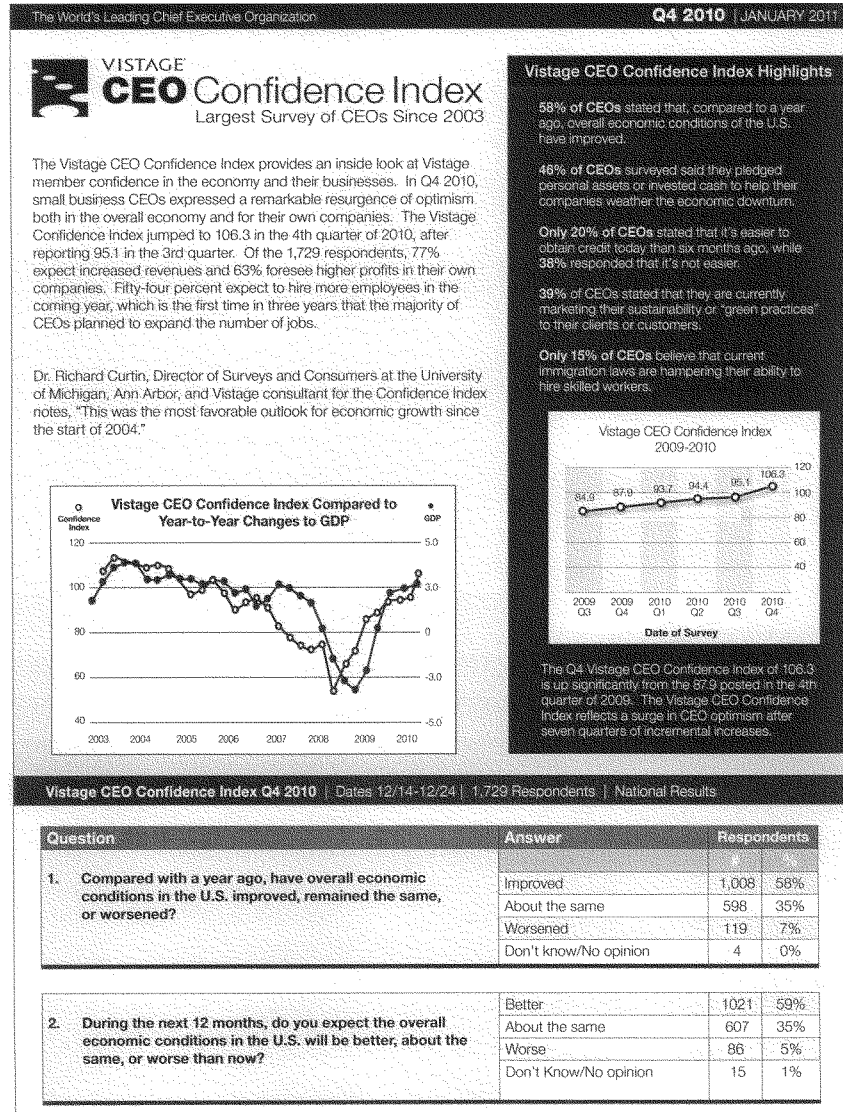 The World's Leading Chief Executive Organization
Q4 2010 | JANUARY 2011
VISTAGE
CEO Confidence Index
Largest Survey of CEOs Since 2003
The Vistage CEO Confidence Index provides an inside look at Vistage
member confidence in the economy and their businesses. In Q4 2010,
small business CEOs expressed a remarkable resurgence of optimism
both in the overall economy and for their own companies. The Vistage
Confidence Index jumped to 106.3 in the 4th quarter of 2010, after
reporting 95.1 in the 3rd quarter. Of the 1,729 respondents, 77%
expect increased revenues and 63% foresee higher profits in their own
companies. Fifty-four percent expect to hire more employees in the
coming year, which is the first time in three years that the majority of
CEOs planned to expand the number of jobs.
Dr. Richard Curtin, Director of Surveys and Consumers at the University
of Michigan, Ann Arbor, and Vistage consultant for the Confidence Index
notes, "This was the most favorable outlook for economic growth since
the start of 2004."
Vistage CEO Confidence Index Compared to
Year-to-Year Changes to GDP
Confidence
Index
GDP
120
100
80
60
40
5.0
3.0
0
-3.0
-5.0
2003 2004 2005 2006 2007 2008 2009 2010
Vistage CEO Confidence Index Highlights
58% of CEOs stated that, compared to a year
ago, overall economic conditions of the U.S.
have improved.
46% of CEOs surveyed said they pledged
personal assets or invested cash to help their
companies weather the economic downturn.
Only 20% of CEOs stated that it's easier to
obtain credit today than six months ago, while
38% responded that it's not easier.
39% of CEOs stated that they are currently
marketing their sustainability or "green practices"
to their clients or customers.
Only 15% of CEOs believe that current
immigration laws are hampering their ability to
hire skilled workers.
Vistage CEO Confidence Index
2009-2010
84.9 87.9 93.7 94.4 95.1 106.3
120
100
80
60
40
2009 2009 2010 2010 2010 2010
Q3 Q4 Q1 Q2 Q3 Q4
Date of Survey
The Q4 Vistage CEO Confidence Index of 106.3
is up significantly from the 87.9 posted in the 4th
quarter of 2009. The Vistage CEO Confidence
Index reflects a surge in CEO optimism after
seven quarters of incremental increases.
Vistage CEO Confidence Index Q4 2010 | Dates 12/14-12/24 | 1,729 Respondents | National Results
Question Answer Respondents
# %
1. Compared with a year ago, have overall economic
conditions in the U.S. improved, remained the same,
or worsened?
Improved 1,008 58%
About the same 598 35%
Worsened 119 7%
Don't know/No opinion 4 0%
2. During the next 12 months, do you expect the overall
economic conditions in the U.S. will be better, about the
same, or worse than now?
Better 1021 59%
About the same 607 35%
Worse 86 5%
Don't Know/No opinion 15 1%